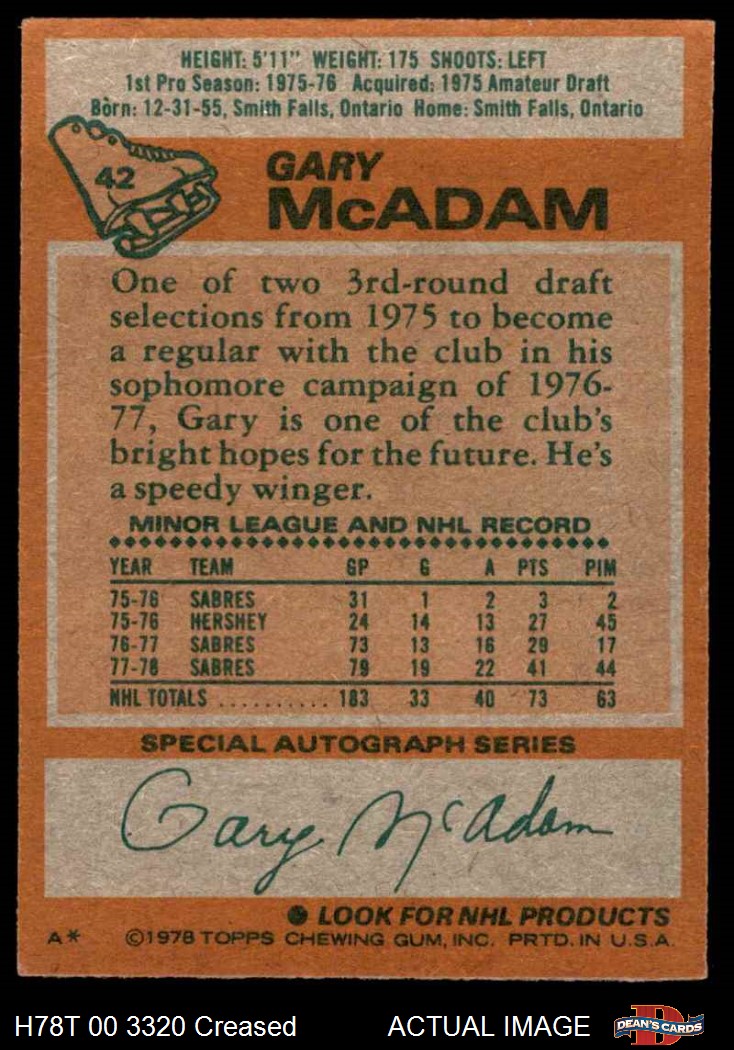 HEIGHT: 5'11" WEIGHT: 175 SHOOTS: LEFT
1st Pro Season: 1975-76 Acquired: 1975 Amateur Draft
Born: 12-31-55, Smith Falls, Ontario Home: Smith Falls, Ontario
42
GARY
McADAM
One of two 3rd-round draft
selections from 1975 to become
a regular with the club in his
sophomore campaign of 1976-
77, Gary is one of the club's
bright hopes for the future. He's
a speedy winger.
MINOR LEAGUE AND NHL RECORD
YEAR TEAM GP G A PTS PIM
75-76 SABRES 31 1 2 3 2
75-76 HERSHEY 24 14 13 27 45
76-77 SABRES 73 13 16 29 17
77-78 SABRES 79 19 22 41 44
NHL TOTALS .......... 183 33 40 73 63
SPECIAL AUTOGRAPH SERIES
Gary McAdam
LOOK FOR NHL PRODUCTS
A* ©1978 TOPPS CHEWING GUM, INC. PRTD. IN U.S.A.
H78T 00 3320 Creased ACTUAL IMAGE DEAN'S CARDS